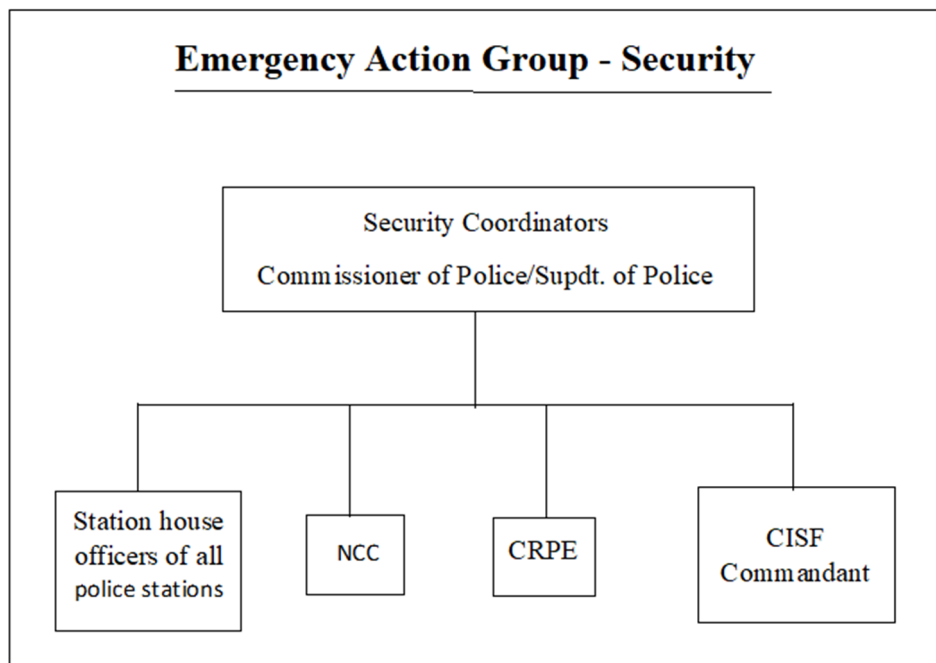 Emergency Action Group - Security
Security Coordinators
Commissioner of Police/Supdt. of Police
Station house
officers of all
police stations
NCC
CRPE
CISF
Commandant